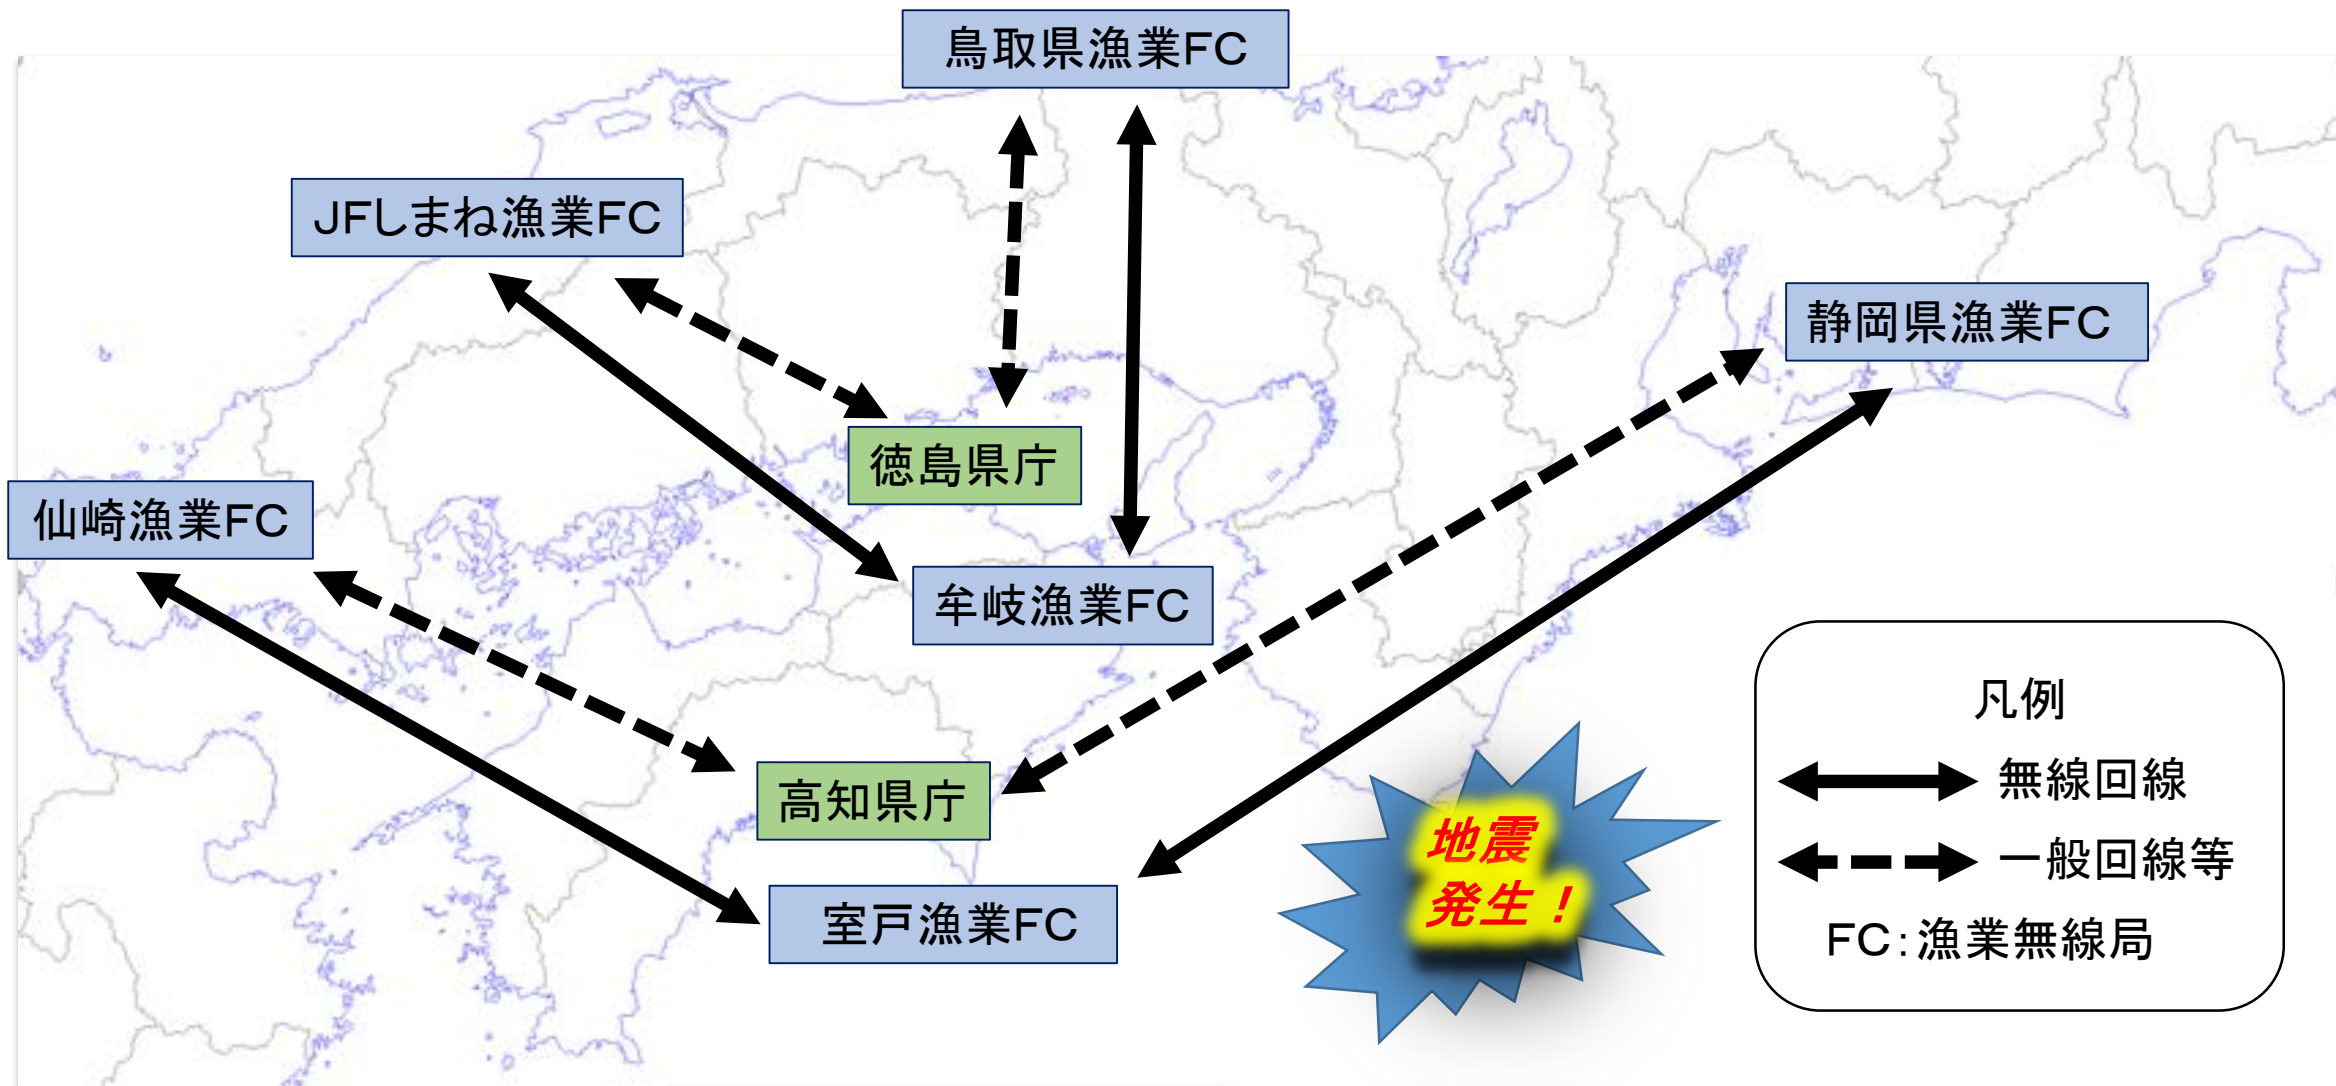 鳥取県漁業FC
JFしまね漁業FC
静岡県漁業FC
徳島県庁
仙崎漁業FC
牟岐漁業FC
高知県庁
室戸漁業FC
地震
発生！
凡例
無線回線
一般回線等
FC：漁業無線局